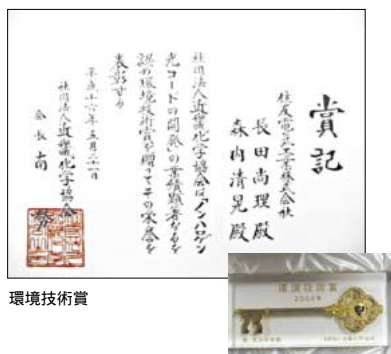 賞記
住友電気工業株式会社
長田尚理殿
森内清晃殿
社団法人近畿化学協会はノンハロゲン
光コードの開発の業績顕著なるを
認め環境技術賞を贈ってその栄誉を
表彰する
平成十六年五月二十一日
社団法人近畿化学協会
会長
環境技術賞
環境技術賞
2004年